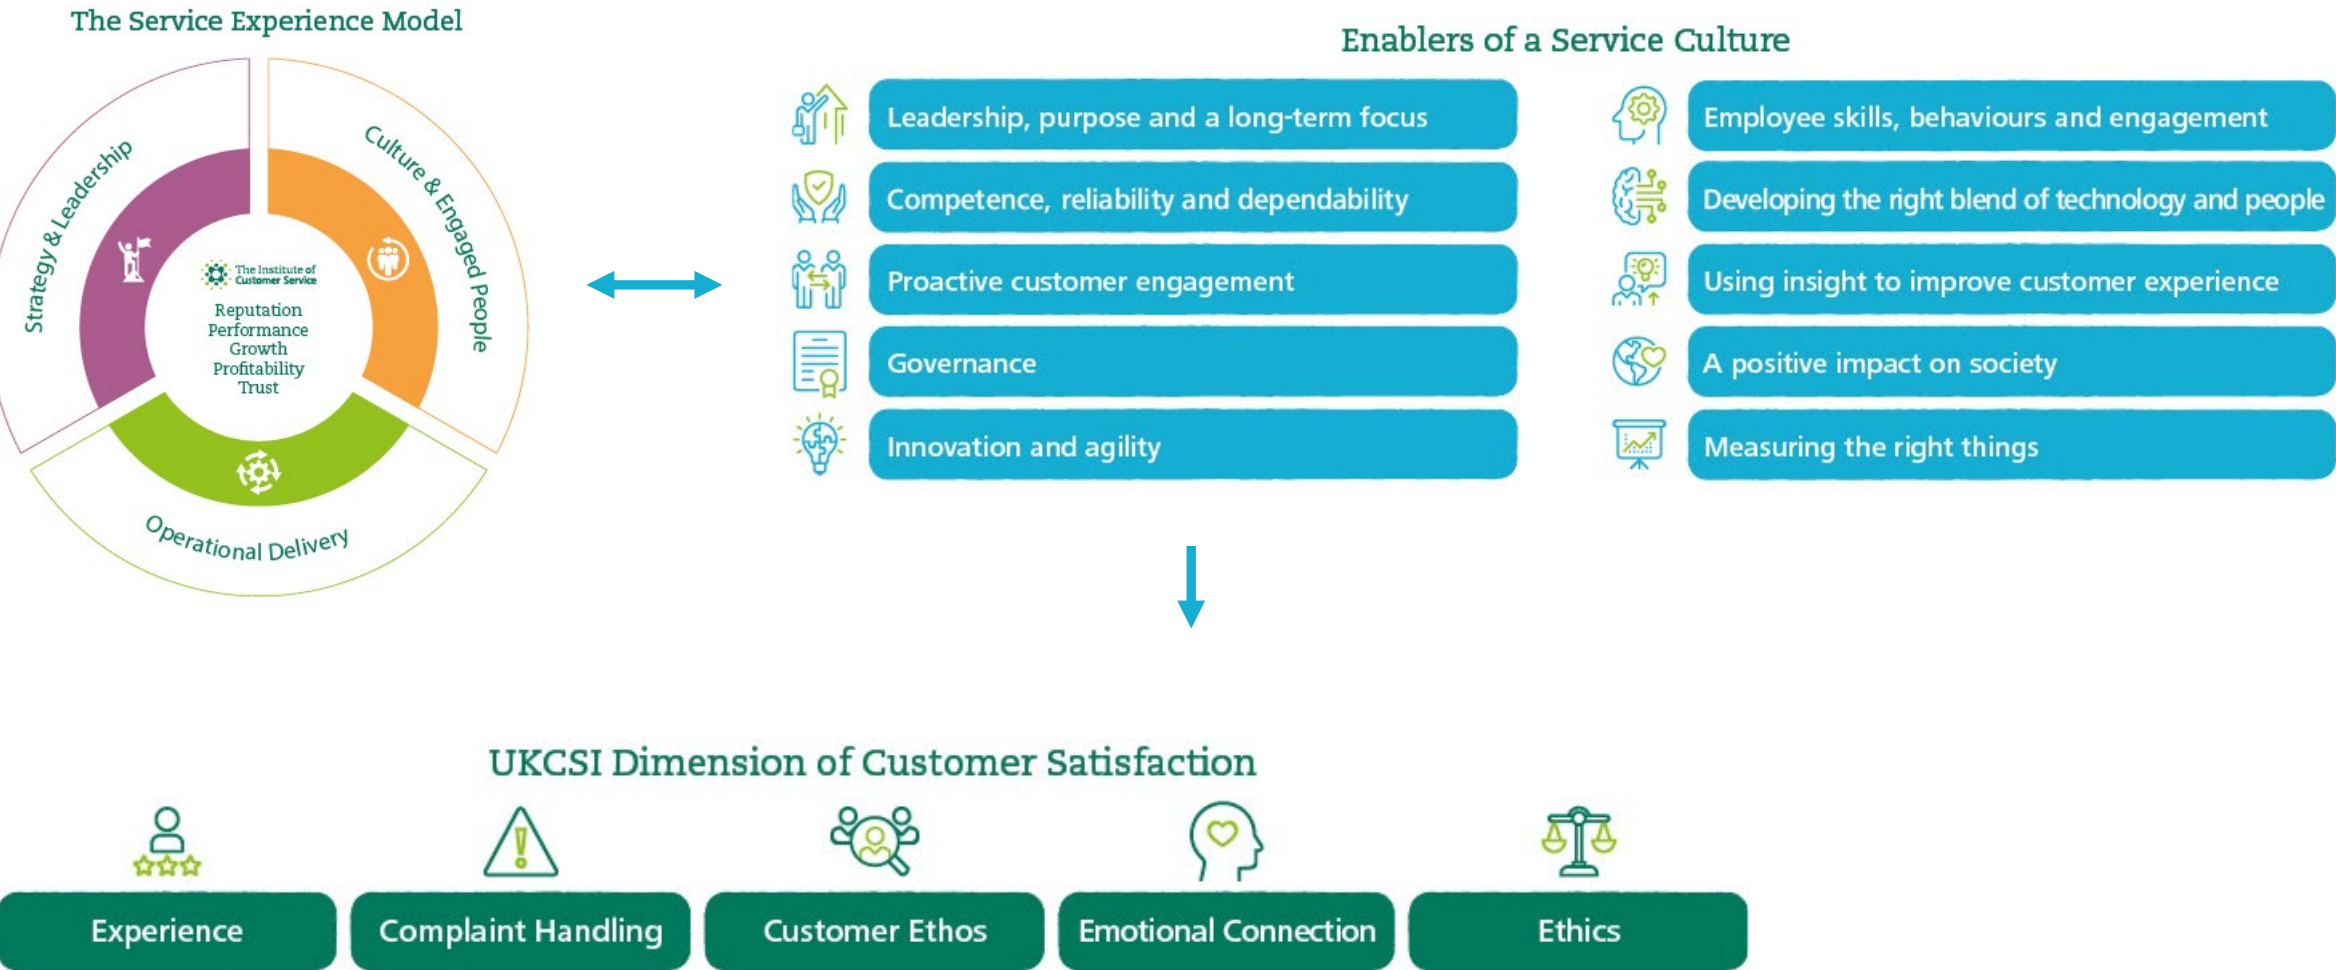 The Service Experience Model
Strategy & Leadership
Culture & Engaged People
Operational Delivery
The Institute of
Customer Service
Reputation
Performance
Growth
Profitability
Trust
Enablers of a Service Culture
Leadership, purpose and a long-term focus
Competence, reliability and dependability
Proactive customer engagement
Governance
Innovation and agility
Employee skills, behaviours and engagement
Developing the right blend of technology and people
Using insight to improve customer experience
A positive impact on society
Measuring the right things
UKCSI Dimension of Customer Satisfaction
Experience
Complaint Handling
Customer Ethos
Emotional Connection
Ethics